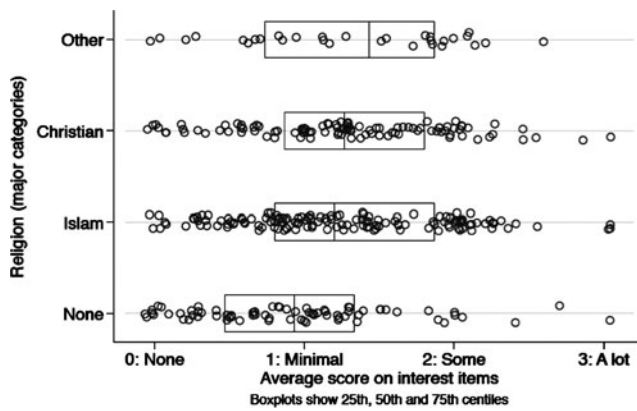 Religion (major categories)
Other
Christian
Islam
None
0: None
1: Minimal
2: Some
3: A lot
Average score on interest items
Boxplots show 25th, 50th and 75th centiles